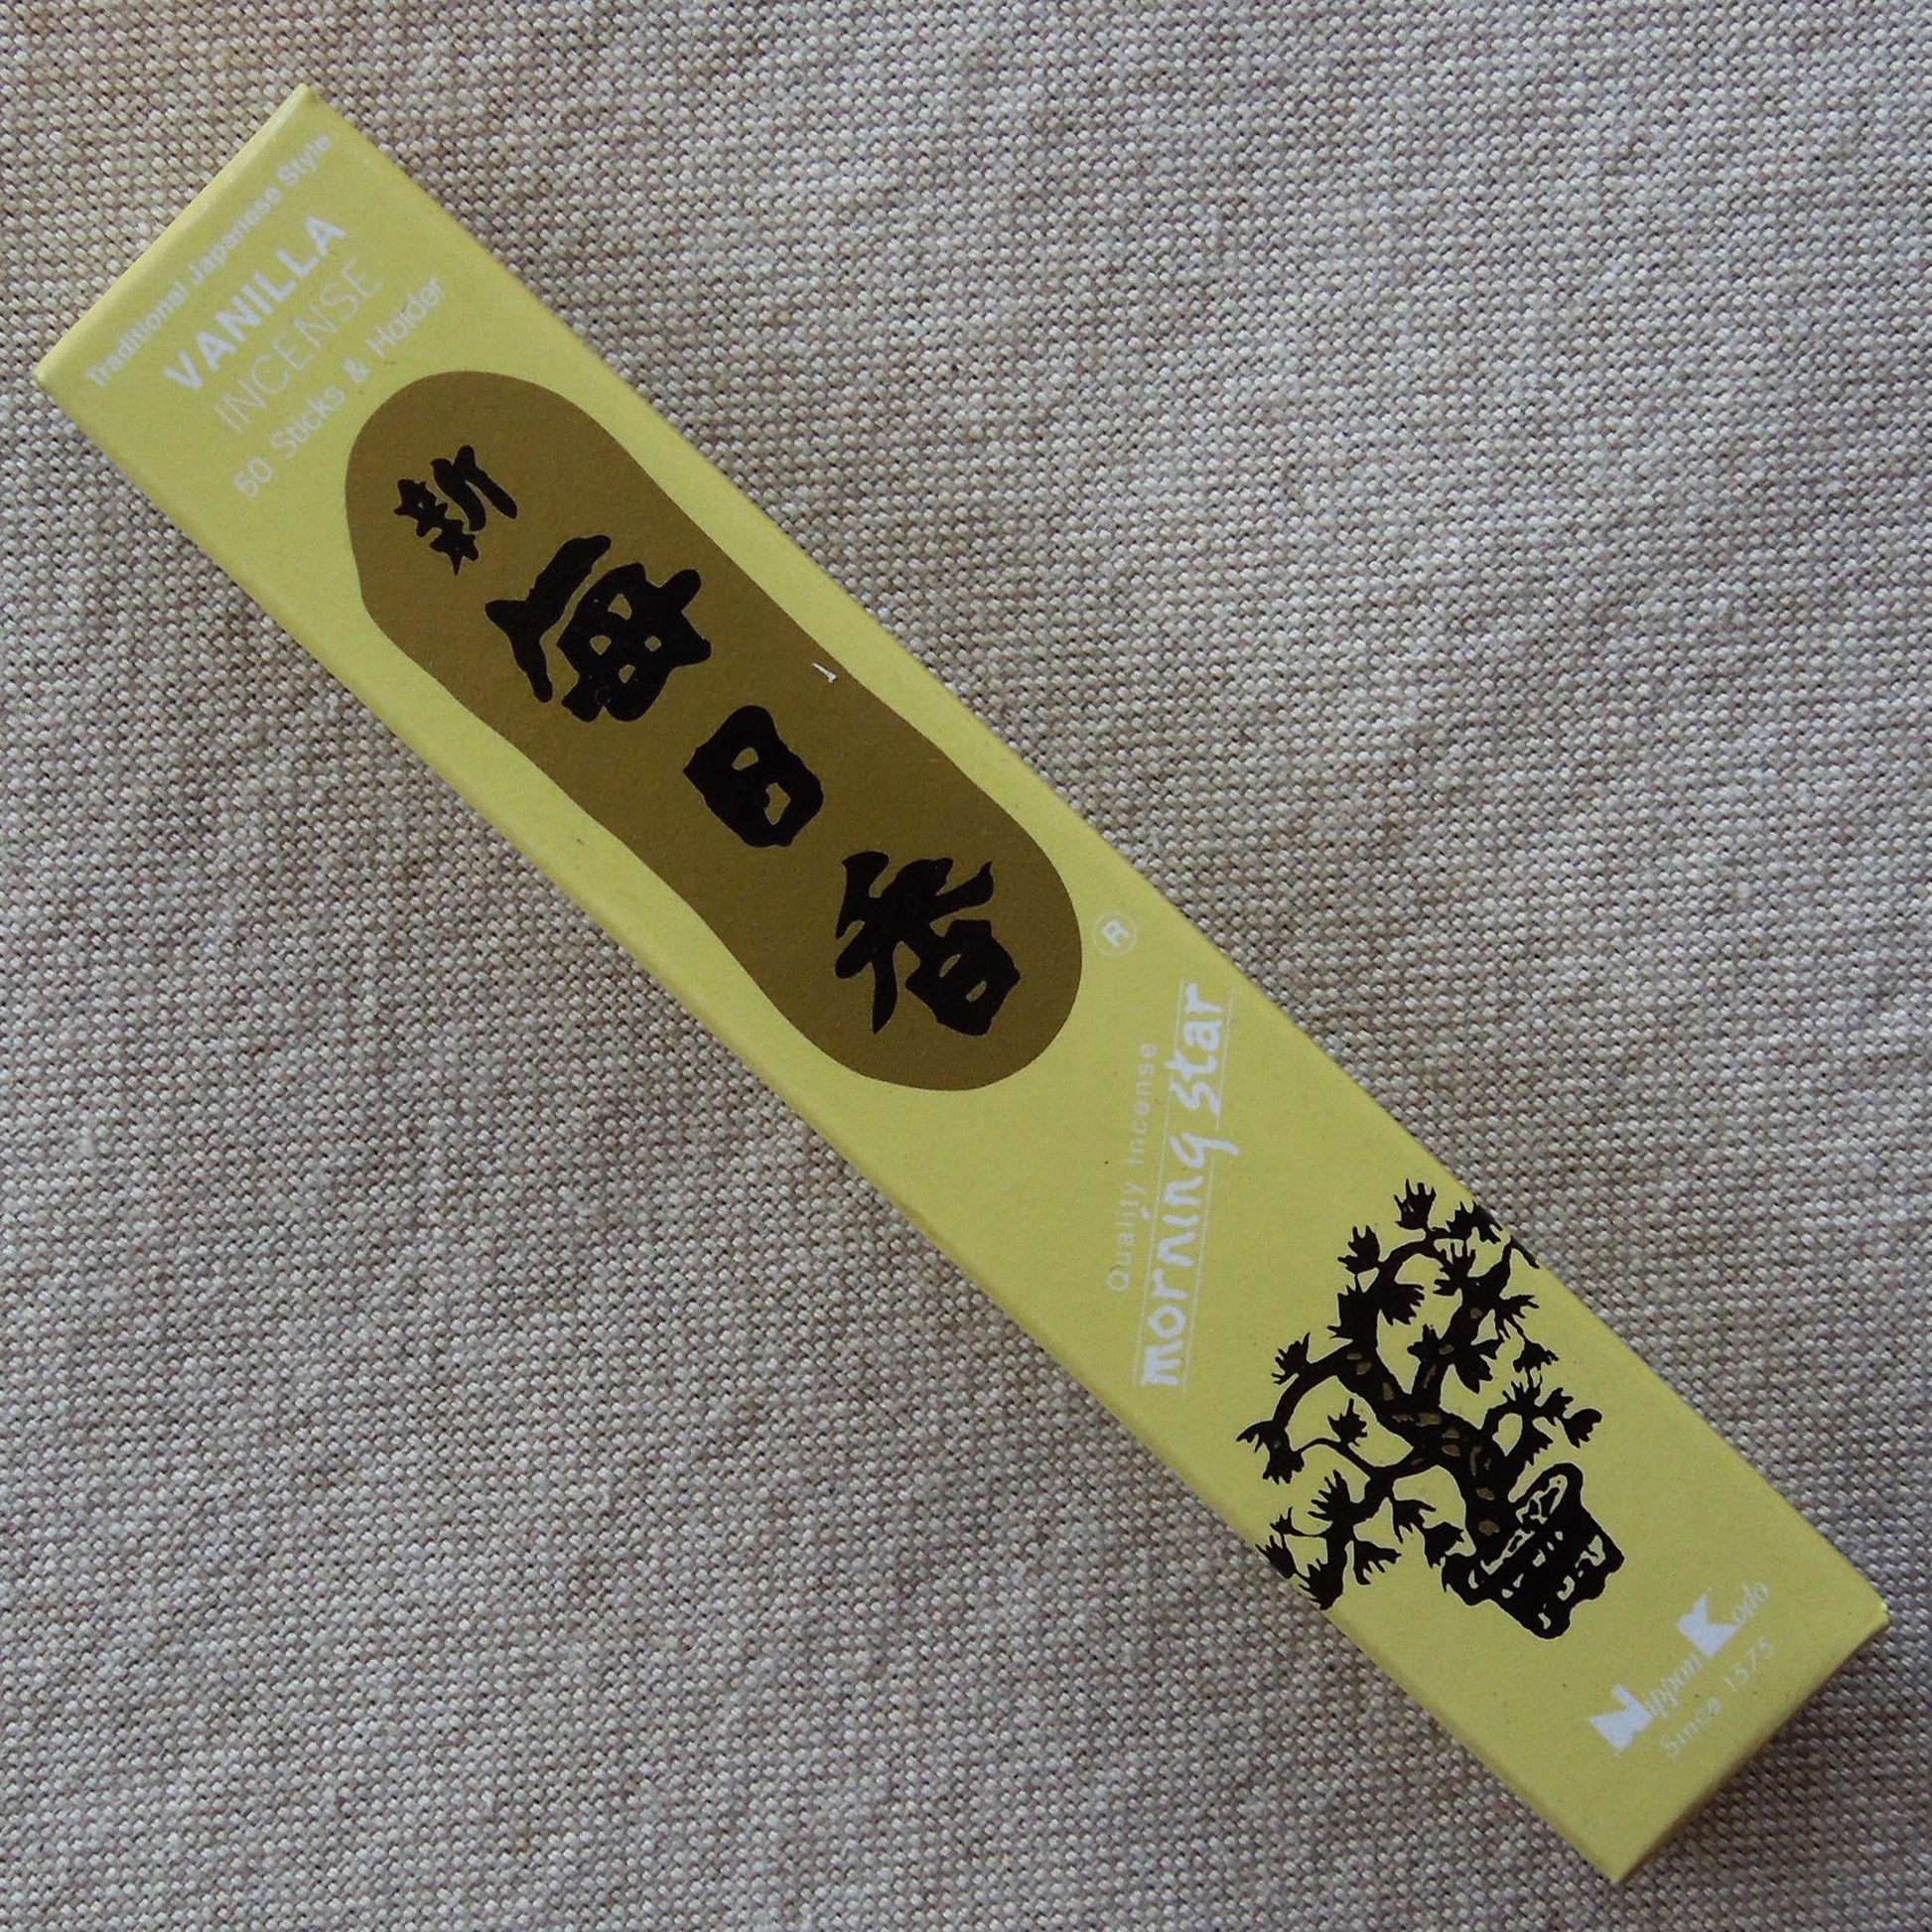 Traditional Japanese Style
VANILLA
INCENSE
50 Sticks & Holder
新
毎日香
®
Quality Incense
morning star
Nippon Kodo
Since 1575